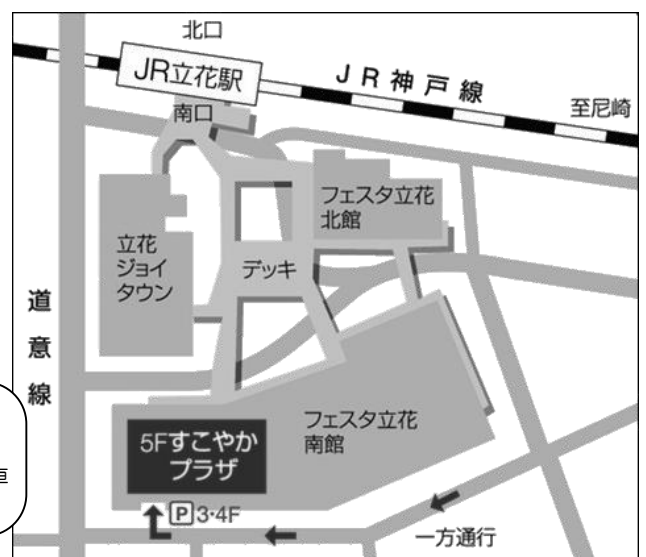 北口
JR立花駅
JR神戸線
南口
至尼崎
フェスタ立花
北館
立花
ジョイ
タウン
デッキ
道意線
フェスタ立花
南館
5Fすこやか
プラザ
P3・4F
一方通行